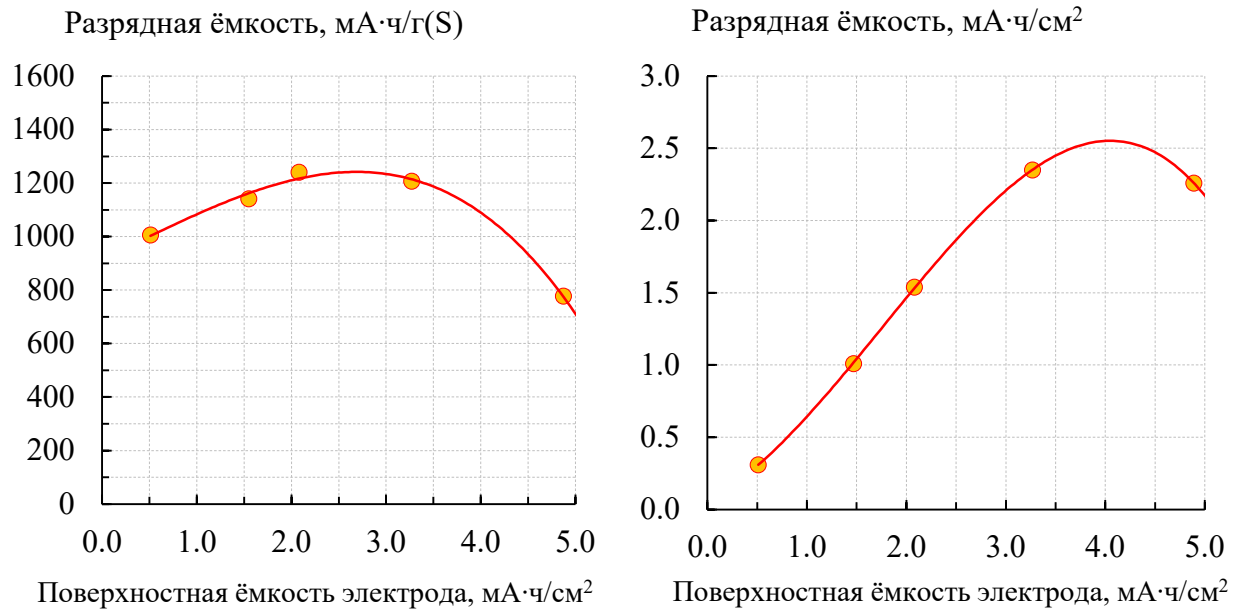 Разрядная ёмкость, мА·ч/г(S)
1600
1400
1200
1000
800
600
400
200
0
0.0 1.0 2.0 3.0 4.0 5.0
Поверхностная ёмкость электрода, мА·ч/см²
Разрядная ёмкость, мА·ч/см²
3.0
2.5
2.0
1.5
1.0
0.5
0.0
0.0 1.0 2.0 3.0 4.0 5.0
Поверхностная ёмкость электрода, мА·ч/см²